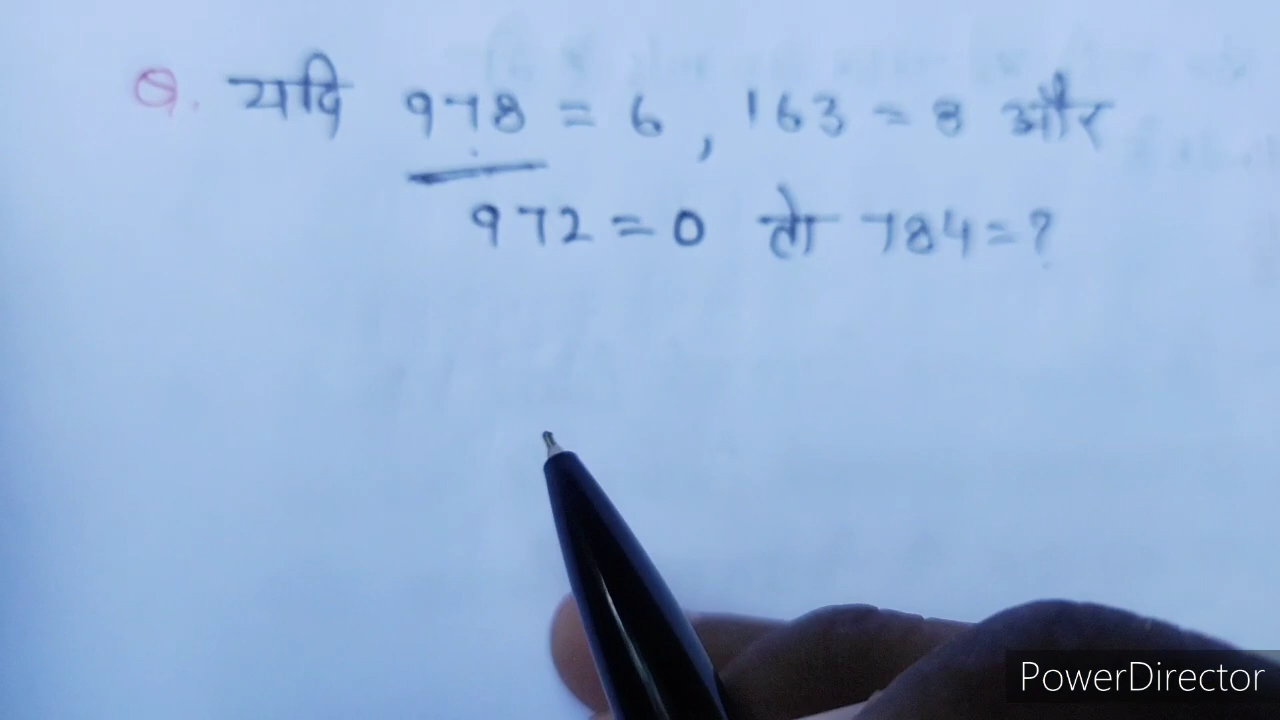 Q. यदि 978 = 6, 163 = 8 और
972 = 0 तो 784 = ?
PowerDirector